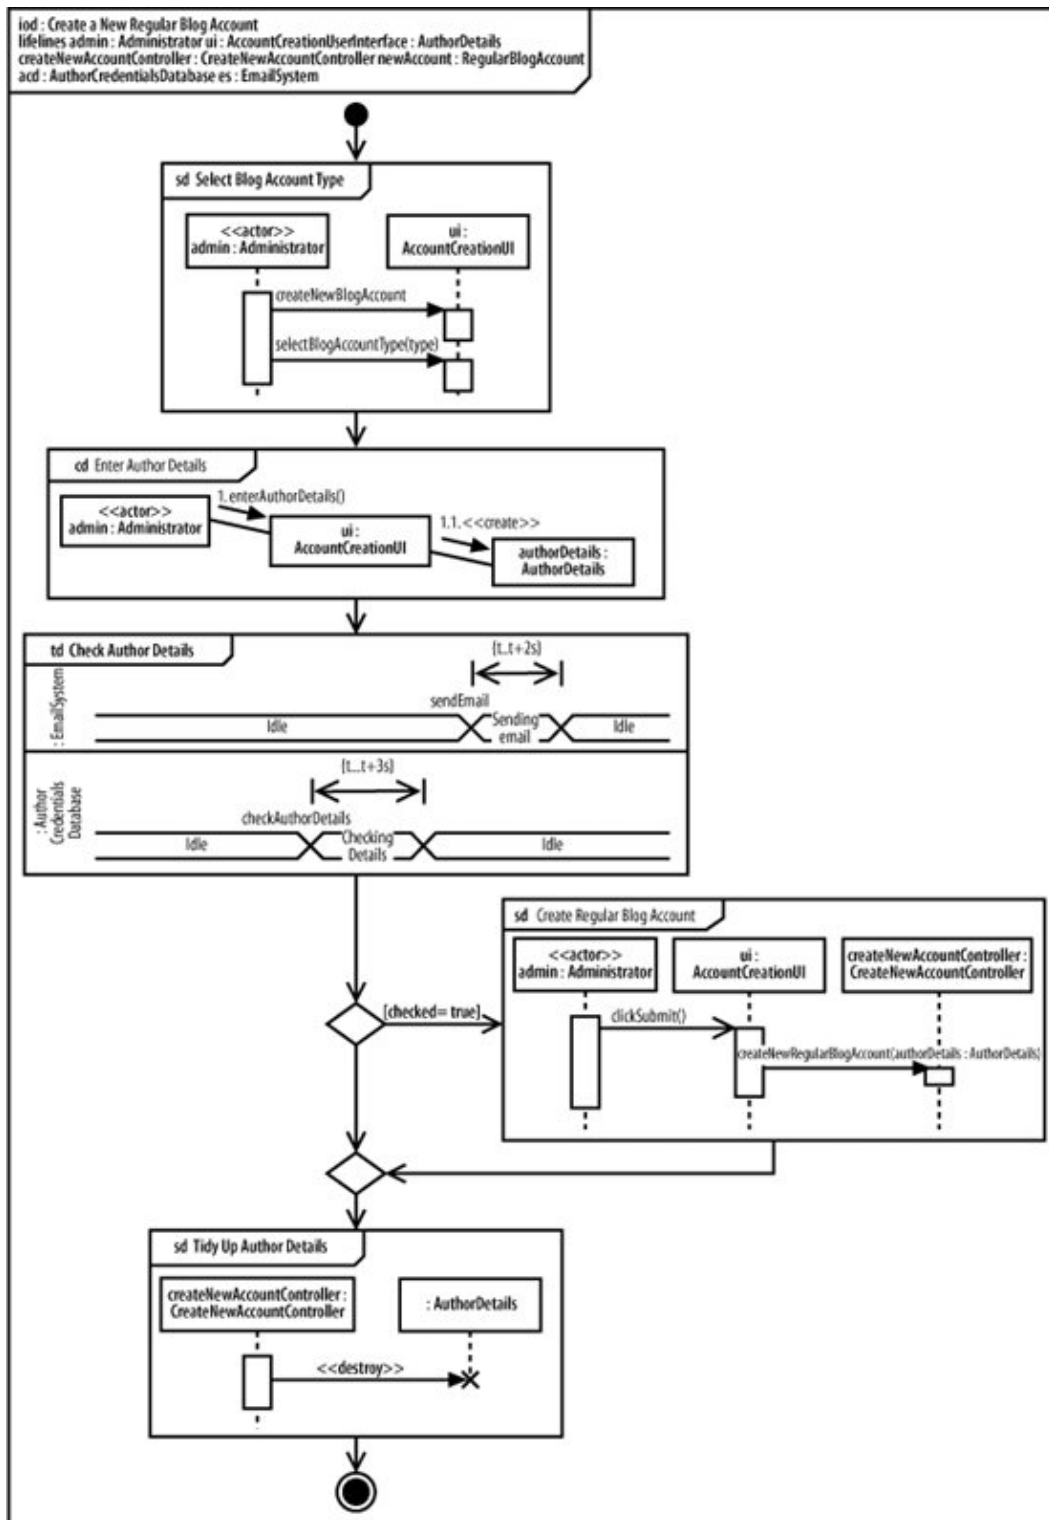 iod : Create a New Regular Blog Account
lifelines admin : Administrator ui : AccountCreationUserInterface : AuthorDetails
createNewAccountController : CreateNewAccountController newAccount : RegularBlogAccount
acd : AuthorCredentialsDatabase es : EmailSystem
sd Select Blog Account Type
<<actor>>
admin : Administrator
ui :
AccountCreationUI
createNewBlogAccount
selectBlogAccountType(type)
cd Enter Author Details
<<actor>>
admin : Administrator
1. enterAuthorDetails()
ui :
AccountCreationUI
1.1. <<create>>
authorDetails :
AuthorDetails
td Check Author Details
: EmailSystem
{t..t+2s}
sendEmail
Idle
Sending
email
Idle
: Author
Credentials
Database
{t...t+3s}
checkAuthorDetails
Idle
Checking
Details
Idle
[checked= true]
sd Create Regular Blog Account
<<actor>>
admin : Administrator
ui :
AccountCreationUI
createNewAccountController :
CreateNewAccountController
clickSubmit()
createNewRegularBlogAccount(authorDetails : AuthorDetails)
sd Tidy Up Author Details
createNewAccountController :
CreateNewAccountController
: AuthorDetails
<<destroy>>